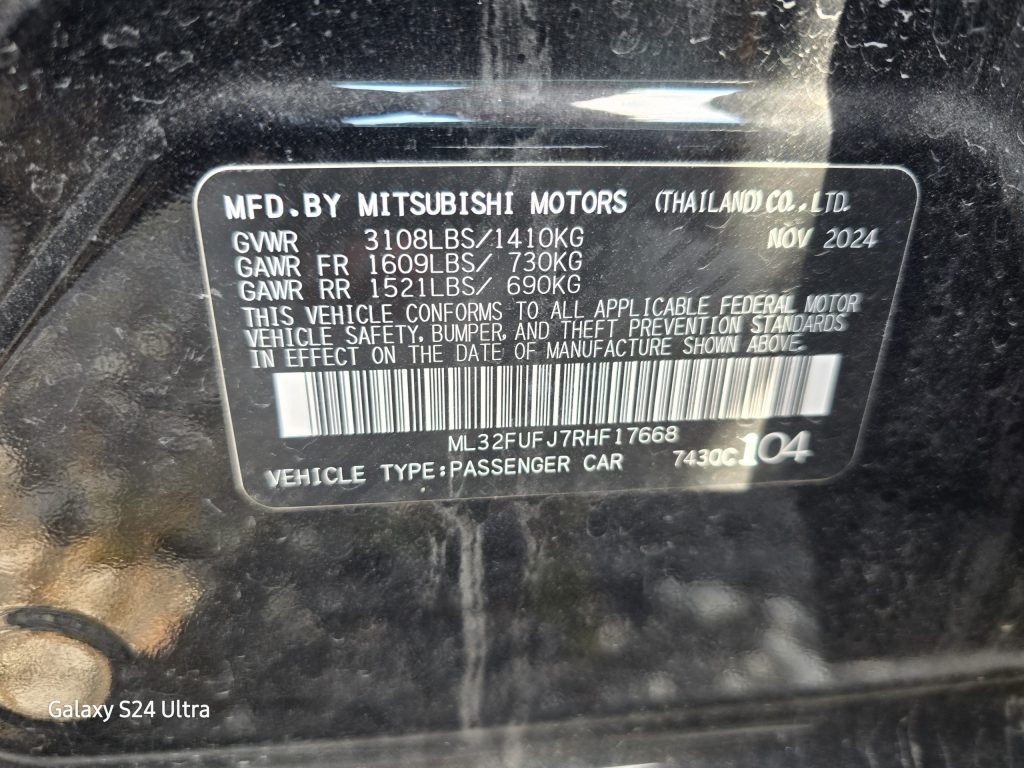 MFD.BY MITSUBISHI MOTORS (THAILAND)CO.,LTD.
GVWR 3108LBS/1410KG NOV 2024
GAWR FR 1609LBS/ 730KG
GAWR RR 1521LBS/ 690KG
THIS VEHICLE CONFORMS TO ALL APPLICABLE FEDERAL MOTOR
VEHICLE SAFETY, BUMPER, AND THEFT PREVENTION STANDARDS
IN EFFECT ON THE DATE OF MANUFACTURE SHOWN ABOVE.
ML32FUFJ7RHF17668
VEHICLE TYPE:PASSENGER CAR 7430C 104
Galaxy S24 Ultra